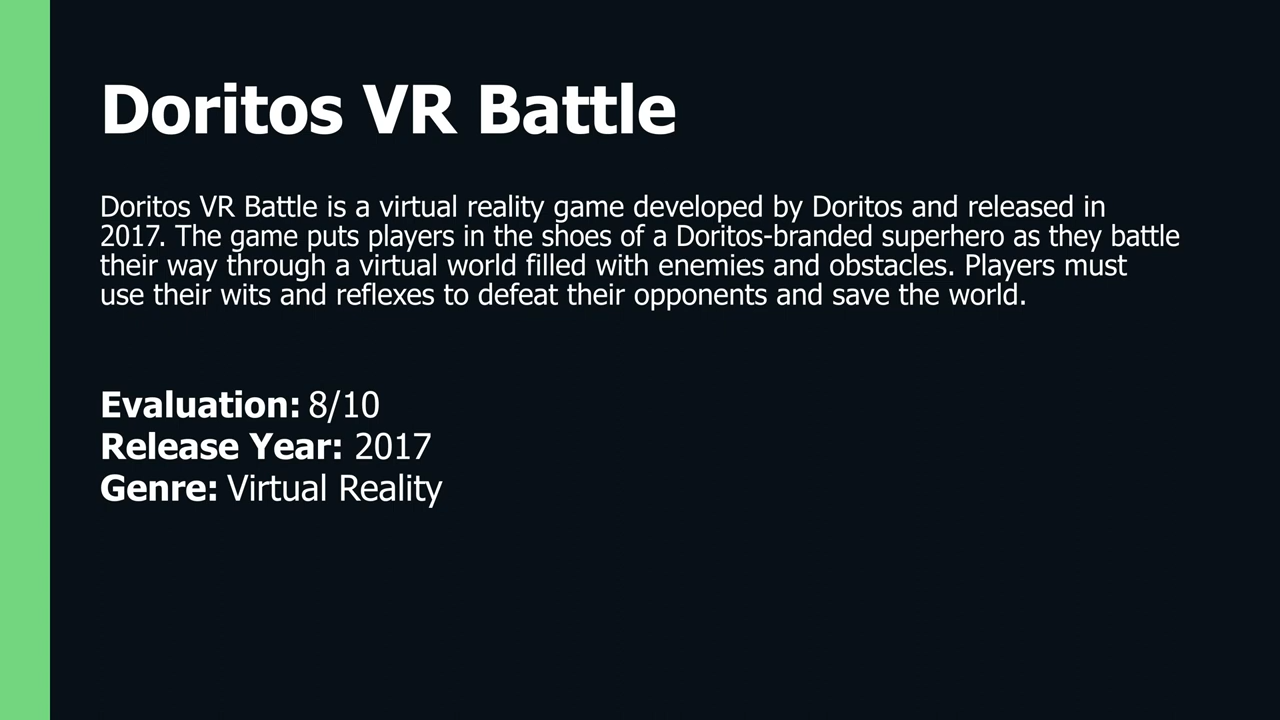 Doritos VR Battle
Doritos VR Battle is a virtual reality game developed by Doritos and released in
2017. The game puts players in the shoes of a Doritos-branded superhero as they battle
their way through a virtual world filled with enemies and obstacles. Players must
use their wits and reflexes to defeat their opponents and save the world.
Evaluation: 8/10
Release Year: 2017
Genre: Virtual Reality